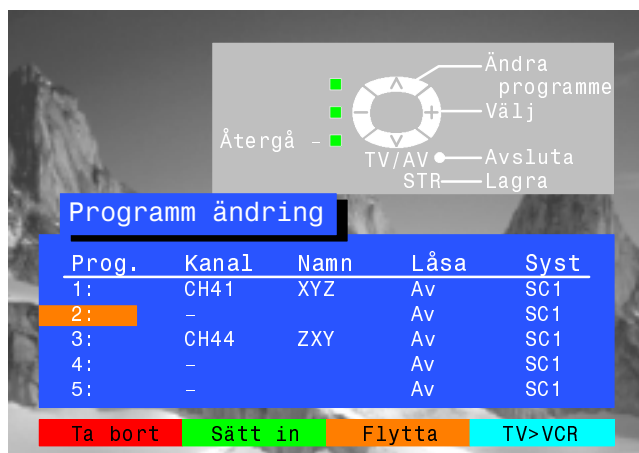 Ändra
programme
Välj
Återgå –
TV/AV Avsluta
STR Lagra
Programm ändring
Prog. Kanal Namn Låsa Syst
1: CH41 XYZ Av SC1
2: – Av SC1
3: CH44 ZXY Av SC1
4: – Av SC1
5: – Av SC1
Ta bort Sätt in Flytta TV>VCR